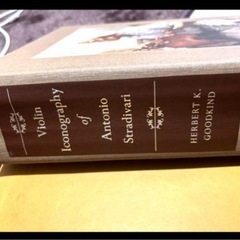 Violin
Iconography
of
Antonio
Stradivari
HERBERT K.
GOODKIND